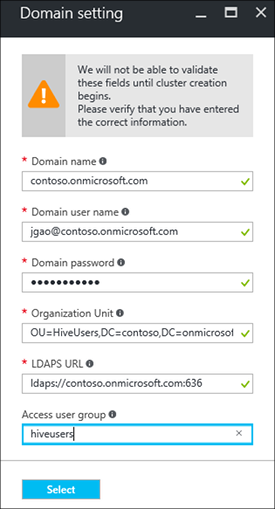 Domain setting
We will not be able to validate
these fields until cluster creation
begins.
Please verify that you have entered
the correct information.
* Domain name
contoso.onmicrosoft.com
* Domain user name
jgao@contoso.onmicrosoft.com
* Domain password
•••••••••••
* Organization Unit
OU=HiveUsers,DC=contoso,DC=onmicrosof
* LDAPS URL
ldaps://contoso.onmicrosoft.com:636
Access user group
hiveusers
Select